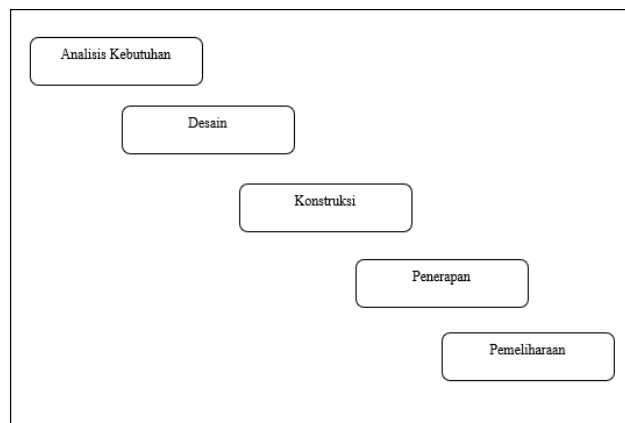 Analisis Kebutuhan
Desain
Konstruksi
Penerapan
Pemeliharaan